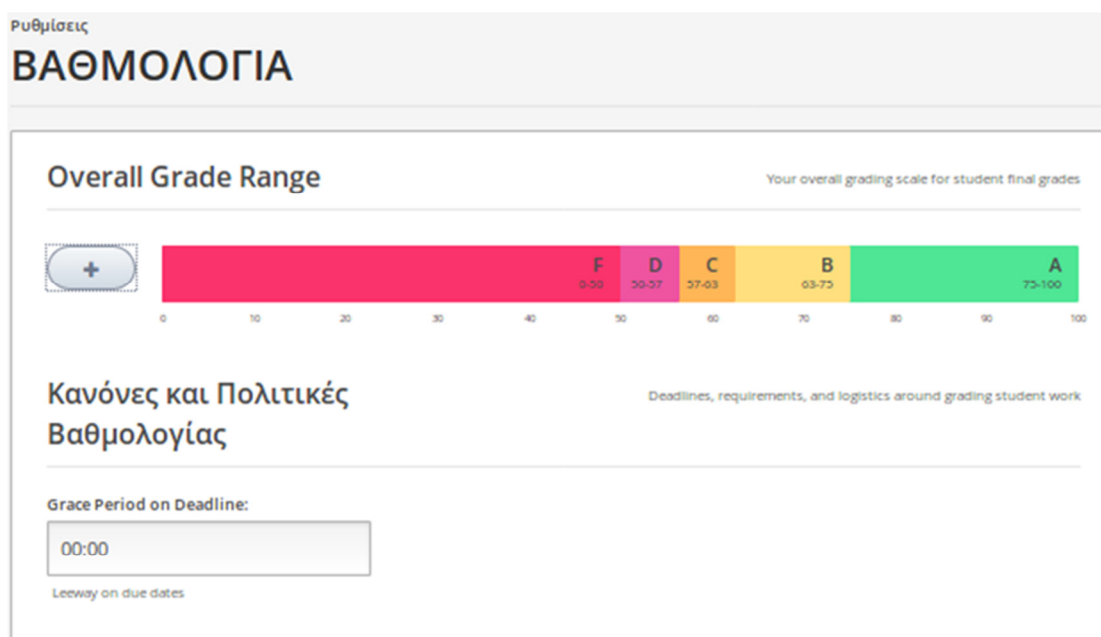 Ρυθμίσεις
ΒΑΘΜΟΛΟΓΙΑ
Overall Grade Range
Your overall grading scale for student final grades
+
F D C B A
0-50 50-57 57-63 63-75 75-100
0 10 20 30 40 50 60 70 80 90 100
Κανόνες και Πολιτικές
Βαθμολογίας
Deadlines, requirements, and logistics around grading student work
Grace Period on Deadline:
00:00
Leeway on due dates